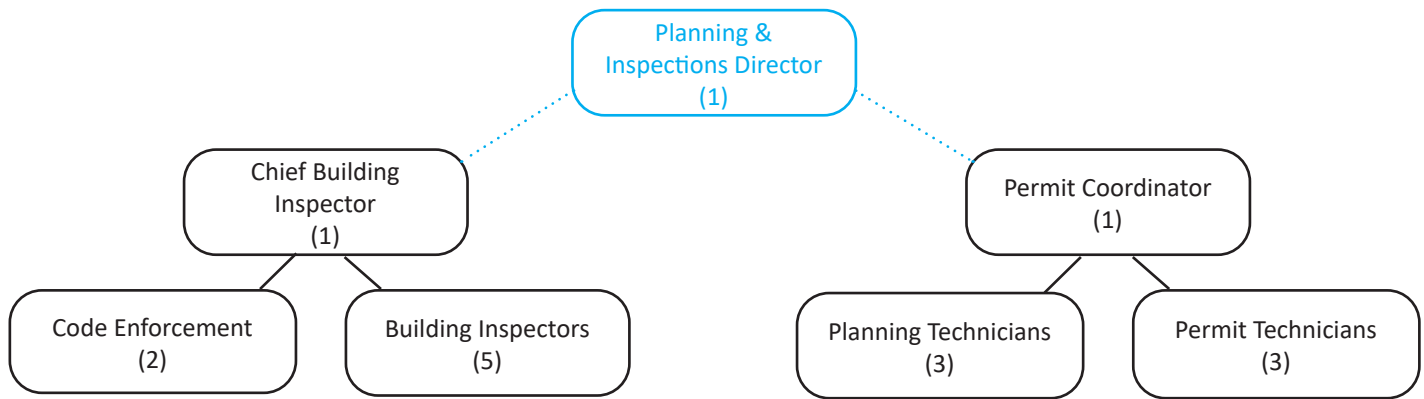 Planning &
Inspections Director
(1)
Chief Building
Inspector
(1)
Permit Coordinator
(1)
Code Enforcement
(2)
Building Inspectors
(5)
Planning Technicians
(3)
Permit Technicians
(3)